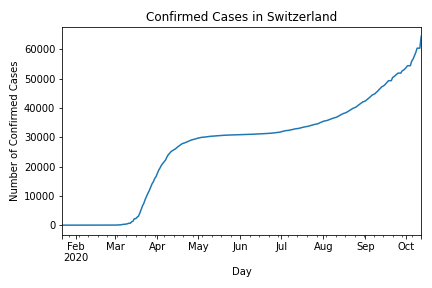 Confirmed Cases in Switzerland
Number of Confirmed Cases
60000
50000
40000
30000
20000
10000
0
Feb Mar Apr May Jun Jul Aug Sep Oct
2020
Day